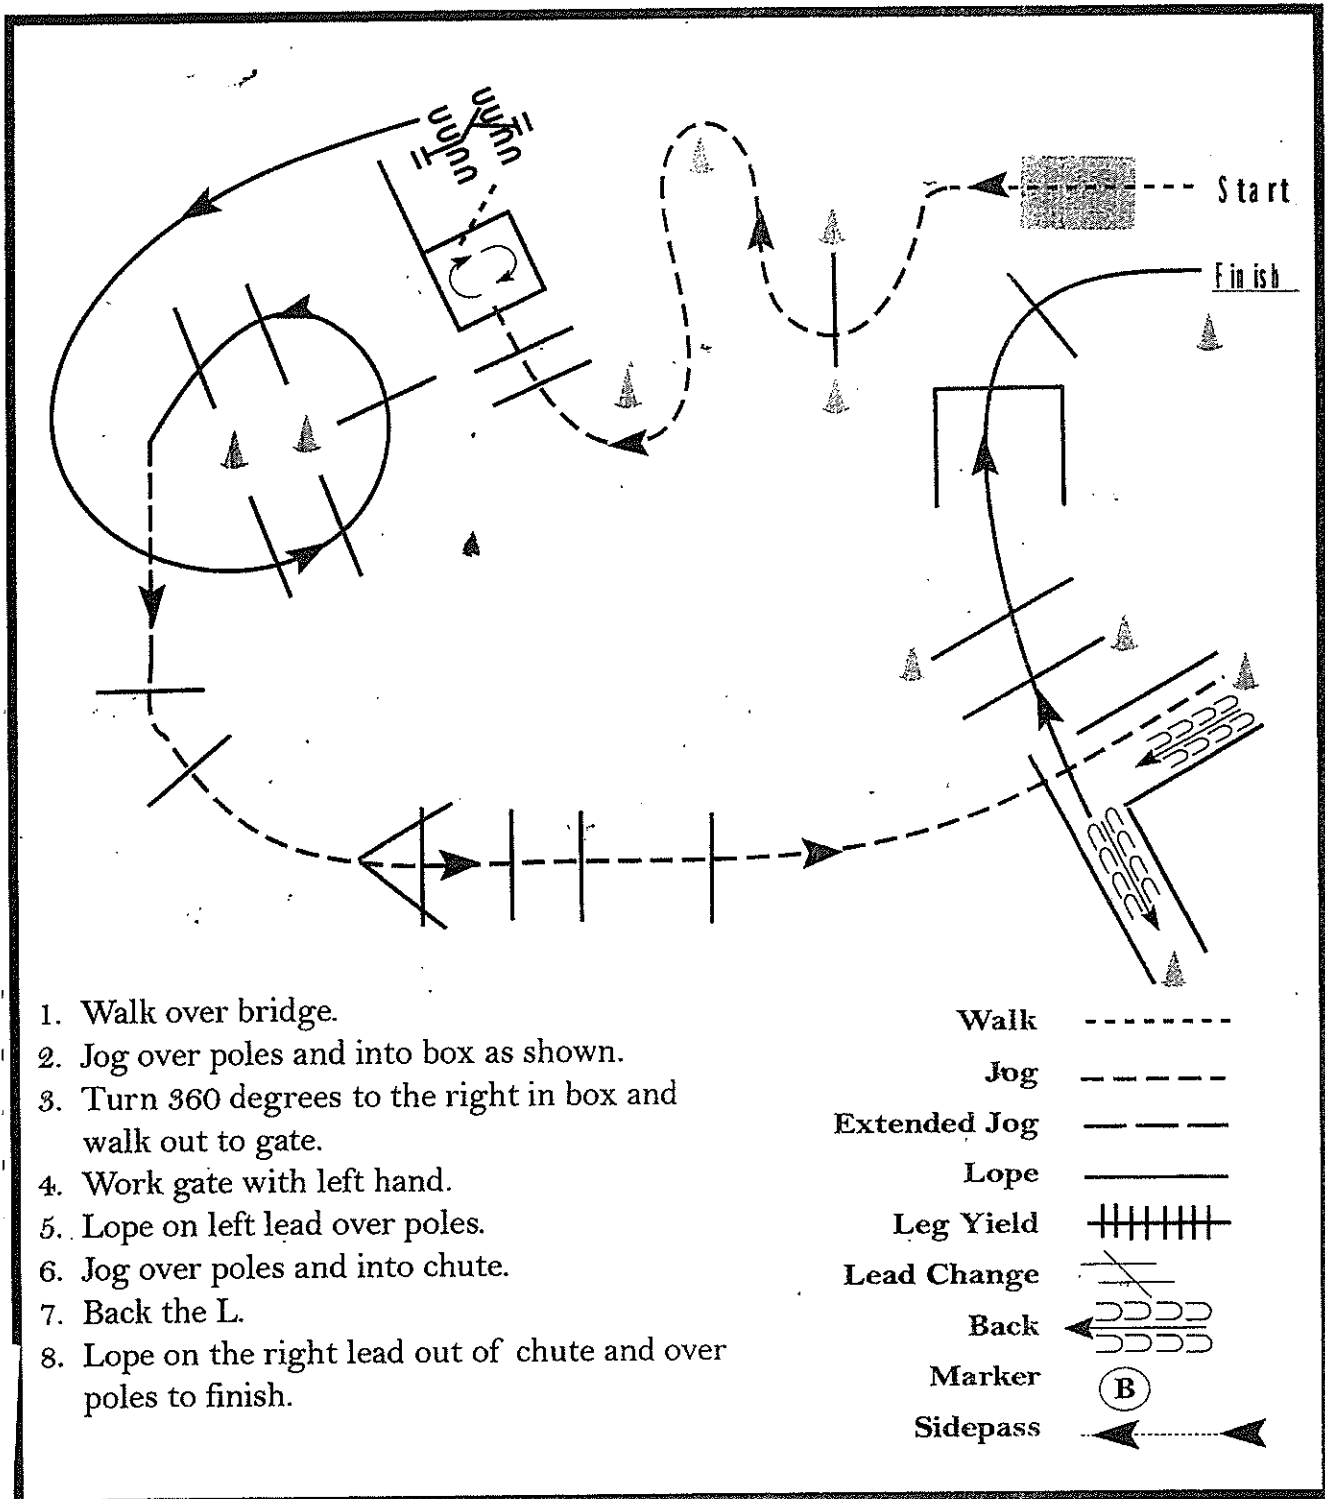 Start
Finish
1. Walk over bridge.
2. Jog over poles and into box as shown.
3. Turn 360 degrees to the right in box and
walk out to gate.
4. Work gate with left hand.
5. Lope on left lead over poles.
6. Jog over poles and into chute.
7. Back the L.
8. Lope on the right lead out of chute and over
poles to finish.
Walk
Jog
Extended Jog
Lope
Leg Yield
Lead Change
Back
Marker B
Sidepass